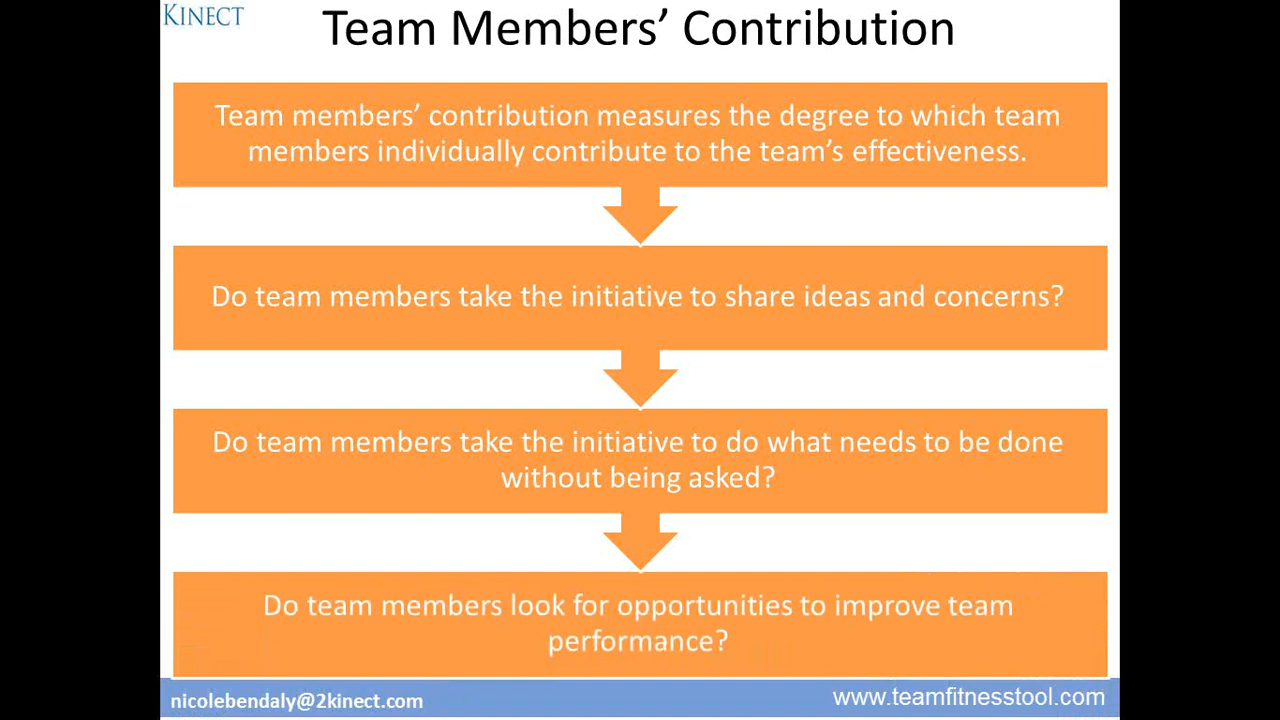 KINECT
Team Members’ Contribution
Team members’ contribution measures the degree to which team
members individually contribute to the team’s effectiveness.
Do team members take the initiative to share ideas and concerns?
Do team members take the initiative to do what needs to be done
without being asked?
Do team members look for opportunities to improve team
performance?
nicolebendaly@2kinect.com
www.teamfitnesstool.com